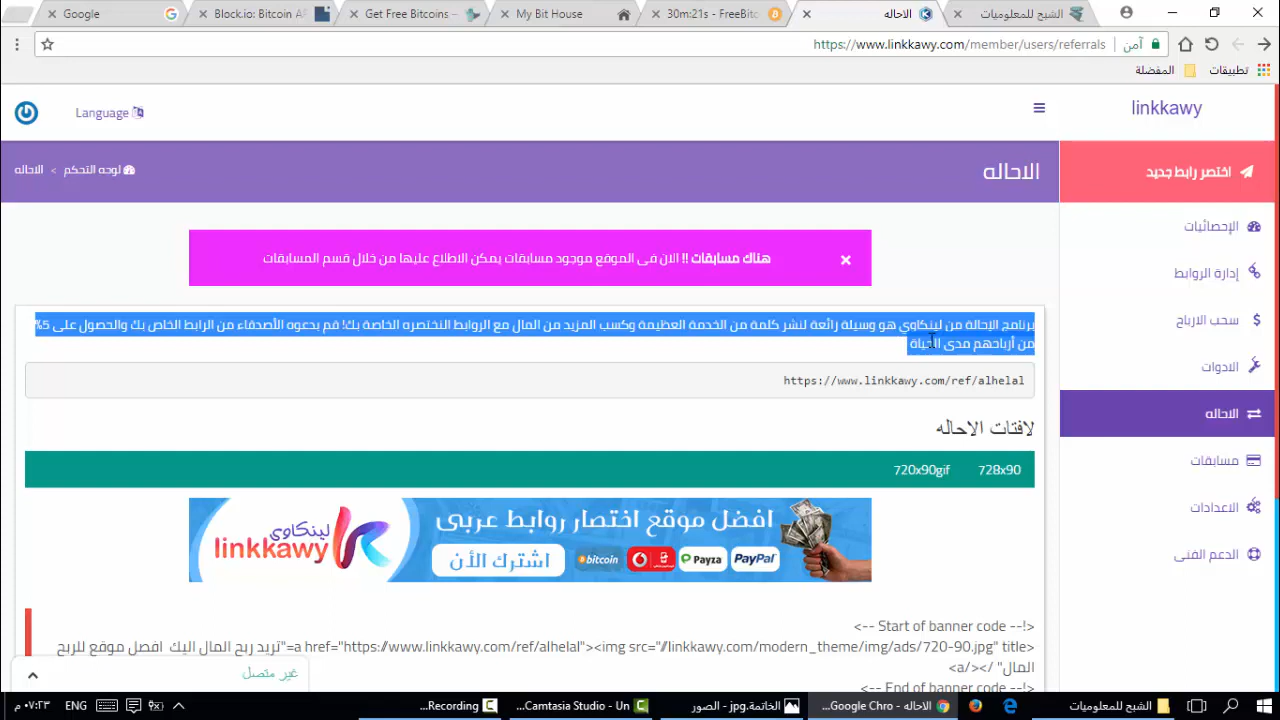 الشبح للمعلوميات
الاحاله
30m:21s - FreeBitc
My Bit House
Get Free Bitcoins -
Block.io: Bitcoin AF
Google
آمن
https://www.linkkawy.com/member/users/referrals
تطبيقات
المفضلة
linkkawy
Language
الاحاله
لوحه التحكم > الاحاله
اختصر رابط جديد
الإحصائيات
إدارة الروابط
سحب الارباح
الادوات
الاحاله
مسابقات
الاعدادات
الدعم الفنى
هناك مسابقات !! الان فى الموقع موجود مسابقات يمكن الاطلاع عليها من خلال قسم المسابقات
برنامج الإحالة من لينكاوي هو وسيلة رائعة لنشر كلمة من الخدمة العظيمة وكسب المزيد من المال مع الروابط النختصره الخاصة بك! قم بدعوه الأصدقاء من الرابط الخاص بك والحصول على 5%
من أرباحهم مدى الحياة
https://www.linkkawy.com/ref/alhelal
لافتات الاحاله
728x90
720x90gif
لينكاوى
linkkawy
افضل موقع اختصار روابط عربى
اشترك الأن
bitcoin
Payza
PayPal
<!-- Start of banner code -->
<a href="https://www.linkkawy.com/ref/alhelal"><img src="//linkkawy.com/modern_theme/img/ads/720-90.jpg" title="تريد ربح المال اليك افضل موقع للربح
المال" /></a>
<!-- End of banner code -->
غير متصل
الشبح للمعلوميات
الاحاله - Google Chro...
الخاتمة.jpg - الصور
Camtasia Studio - Un...
Recording...
ENG
٠٧:٢٣ م